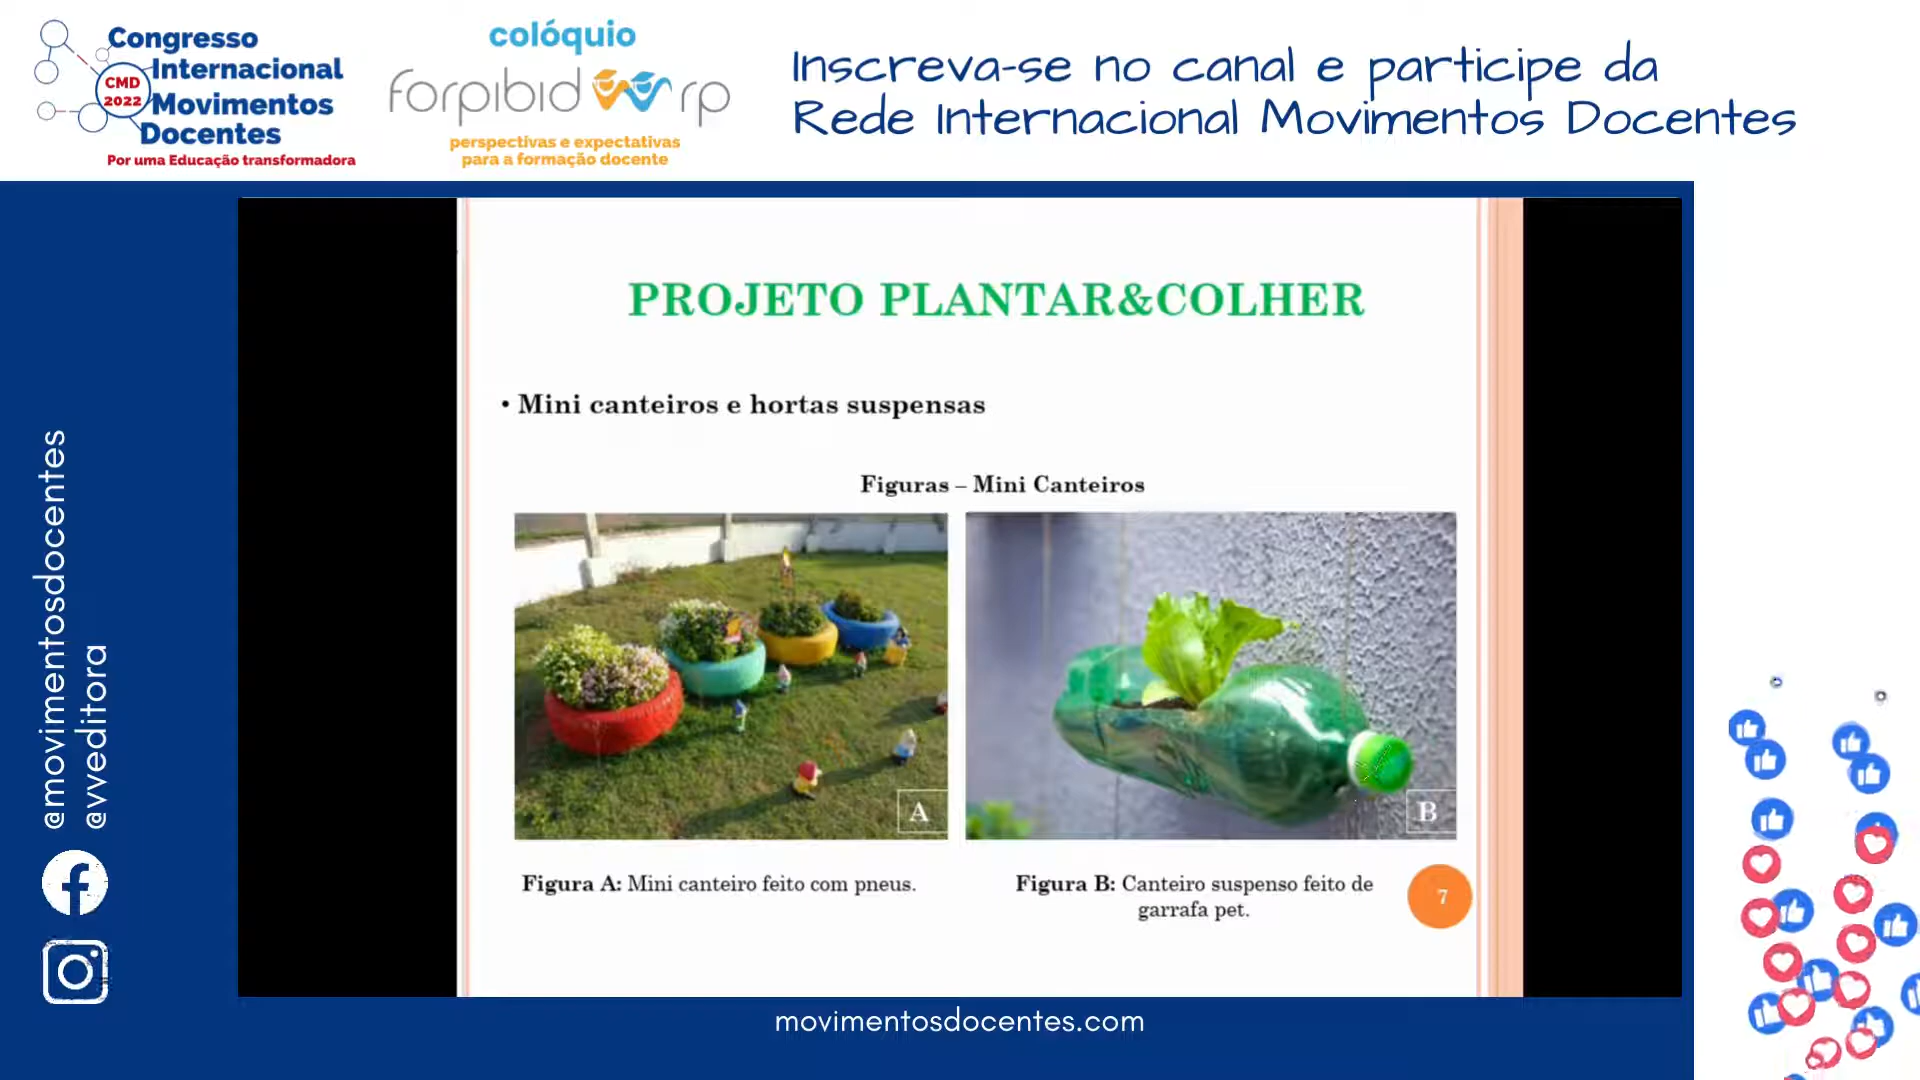 Congresso
Internacional
CMD
2022
Movimentos
Docentes
Por uma Educação transformadora
colóquio
forpibid rp
perspectivas e expectativas
para a formação docente
Inscreva-se no canal e participe da
Rede Internacional Movimentos Docentes
@movimentosdocentes
@vveditora
PROJETO PLANTAR&COLHER
• Mini canteiros e hortas suspensas
Figuras – Mini Canteiros
A
B
Figura A: Mini canteiro feito com pneus.
Figura B: Canteiro suspenso feito de
garrafa pet.
7
movimentosdocentes.com